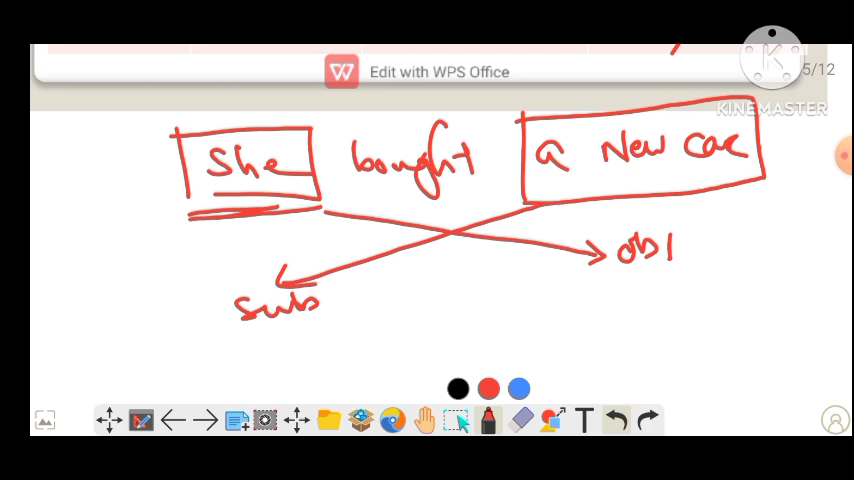 5/12
Edit with WPS Office
KINEMASTER
She bought a New car
obj
sub